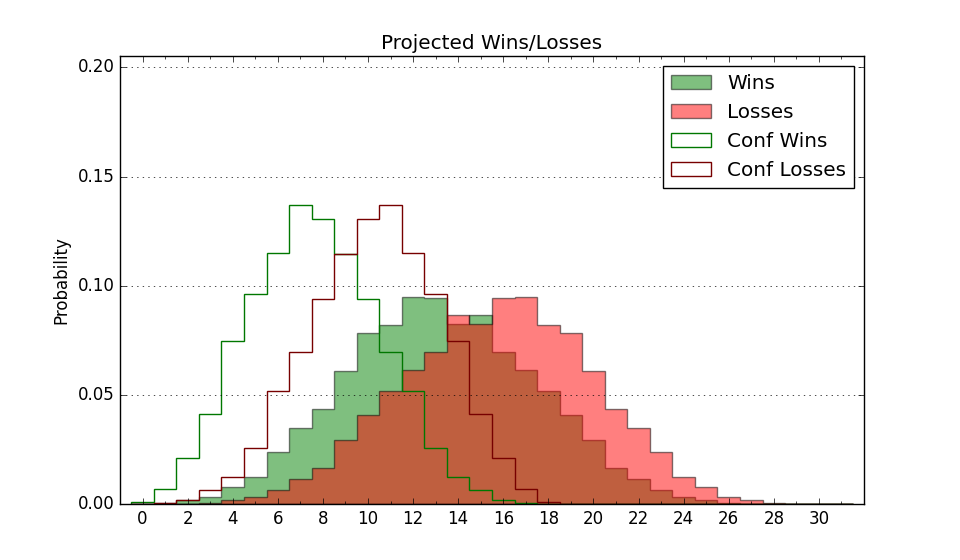 Projected Wins/Losses
Probability
0.20
0.15
0.10
0.05
0.00
0 2 4 6 8 10 12 14 16 18 20 22 24 26 28 30
Wins
Losses
Conf Wins
Conf Losses